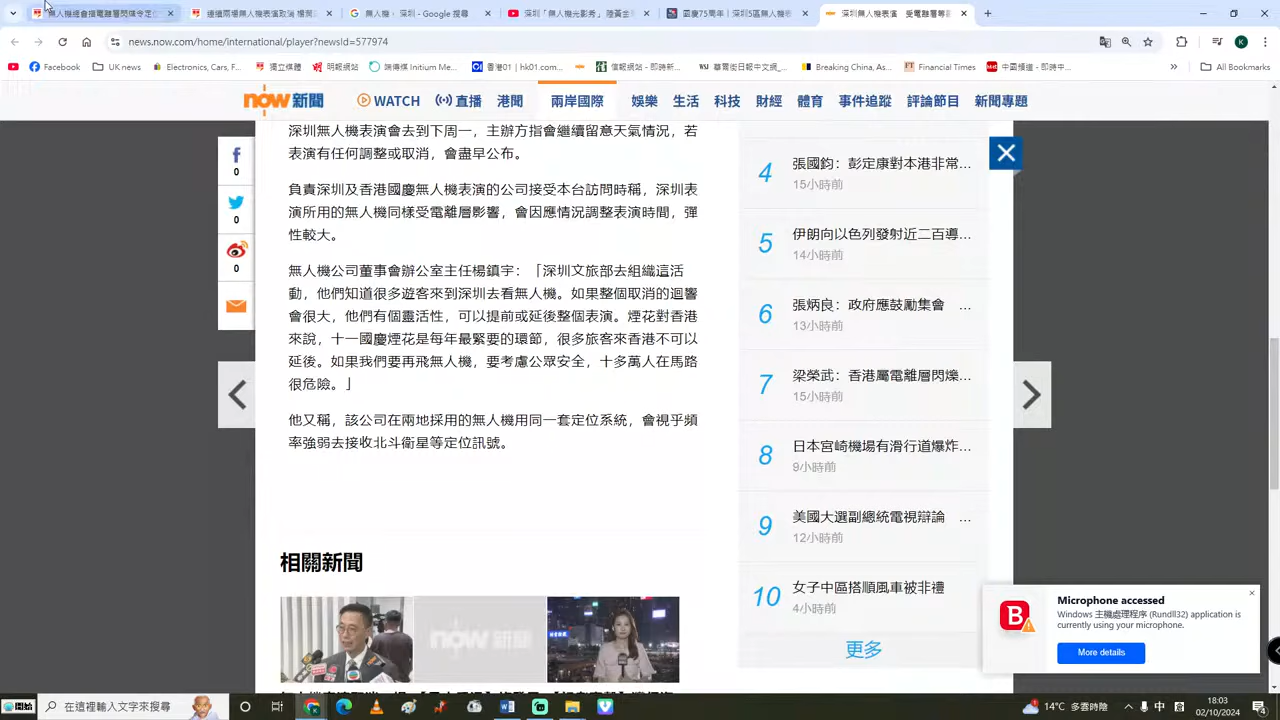 無人機總會指電離層閃爍令定位
連續兩場無人機表演取消 楊
無人機 : 深圳 - Google 搜尋
深圳「無人機光影秀」陸黃金
國慶75周年｜深圳5區無人機表
深圳無人機表演 受電離層等影
news.now.com/home/international/player?newsId=577974
Facebook
UK news
Electronics, Cars, F...
獨立媒體
明報網站
端傳媒 Initium Me...
香港01 | hk01.com...
信報網站 - 即時新...
華爾街日報中文網_...
Breaking China, As...
Financial Times
中國頻道 - 即時中...
All Bookmarks
now 新聞
WATCH
直播
港聞
兩岸國際
娛樂
生活
科技
財經
體育
事件追蹤
評論節目
新聞專題
深圳無人機表演會去到下周一，主辦方指會繼續留意天氣情況，若
表演有任何調整或取消，會盡早公布。
負責深圳及香港國慶無人機表演的公司接受本台訪問時稱，深圳表
演所用的無人機同樣受電離層影響，會因應情況調整表演時間，彈
性較大。
無人機公司董事會辦公室主任楊鎮宇：「深圳文旅部去組織這活
動，他們知道很多遊客來到深圳去看無人機。如果整個取消的迴響
會很大，他們有個靈活性，可以提前或延後整個表演。煙花對香港
來說，十一國慶煙花是每年最緊要的環節，很多旅客來香港不可以
延後。如果我們要再飛無人機，要考慮公眾安全，十多萬人在馬路
很危險。」
他又稱，該公司在兩地採用的無人機用同一套定位系統，會視乎頻
率強弱去接收北斗衛星等定位訊號。
0
0
0
相關新聞
4
張國鈞：彭定康對本港非常...
15小時前
5
伊朗向以色列發射近二百導...
14小時前
6
張炳良：政府應鼓勵集會 ...
13小時前
7
梁榮武：香港屬電離層閃爍...
15小時前
8
日本宮崎機場有滑行道爆炸...
9小時前
9
美國大選副總統電視辯論 ...
12小時前
10
女子中區搭順風車被非禮
4小時前
更多
Microphone accessed
Windows 主機處理程序 (Rundll32) application is
currently using your microphone.
More details
開始
在這裡輸入文字來搜尋
14°C 多雲時陰
中
18:03
02/10/2024